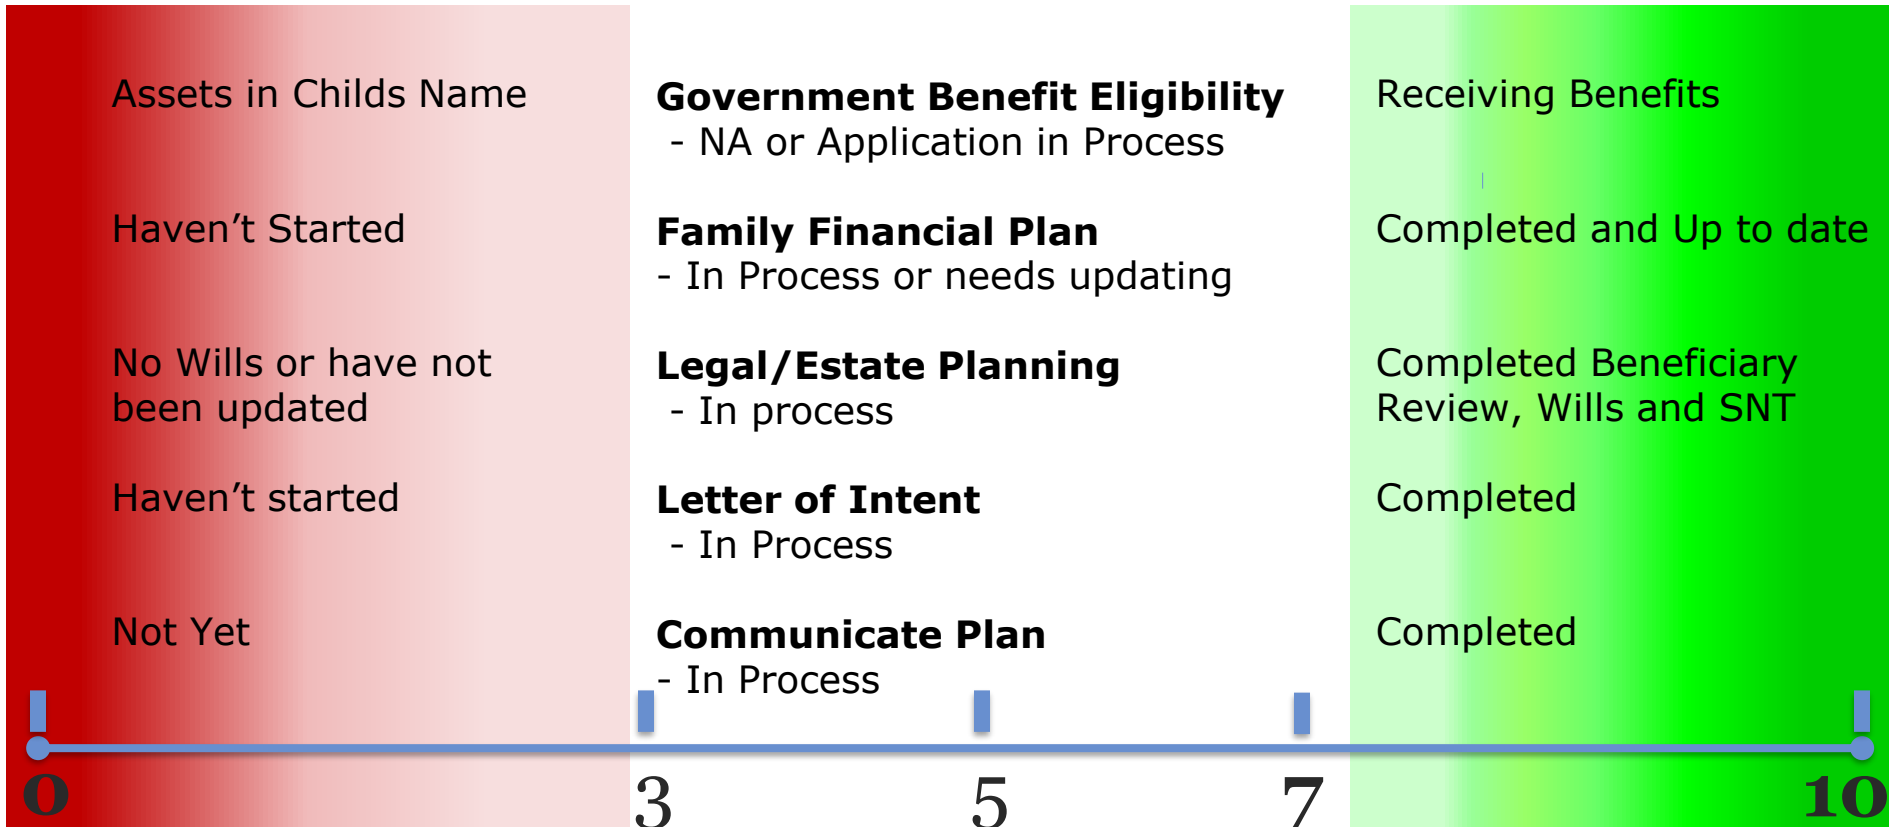 Assets in Childs Name
Government Benefit Eligibility
- NA or Application in Process
Receiving Benefits
Haven’t Started
Family Financial Plan
- In Process or needs updating
Completed and Up to date
No Wills or have not
been updated
Legal/Estate Planning
- In process
Completed Beneficiary
Review, Wills and SNT
Haven’t started
Letter of Intent
- In Process
Completed
Not Yet
Communicate Plan
- In Process
Completed
0
3
5
7
10